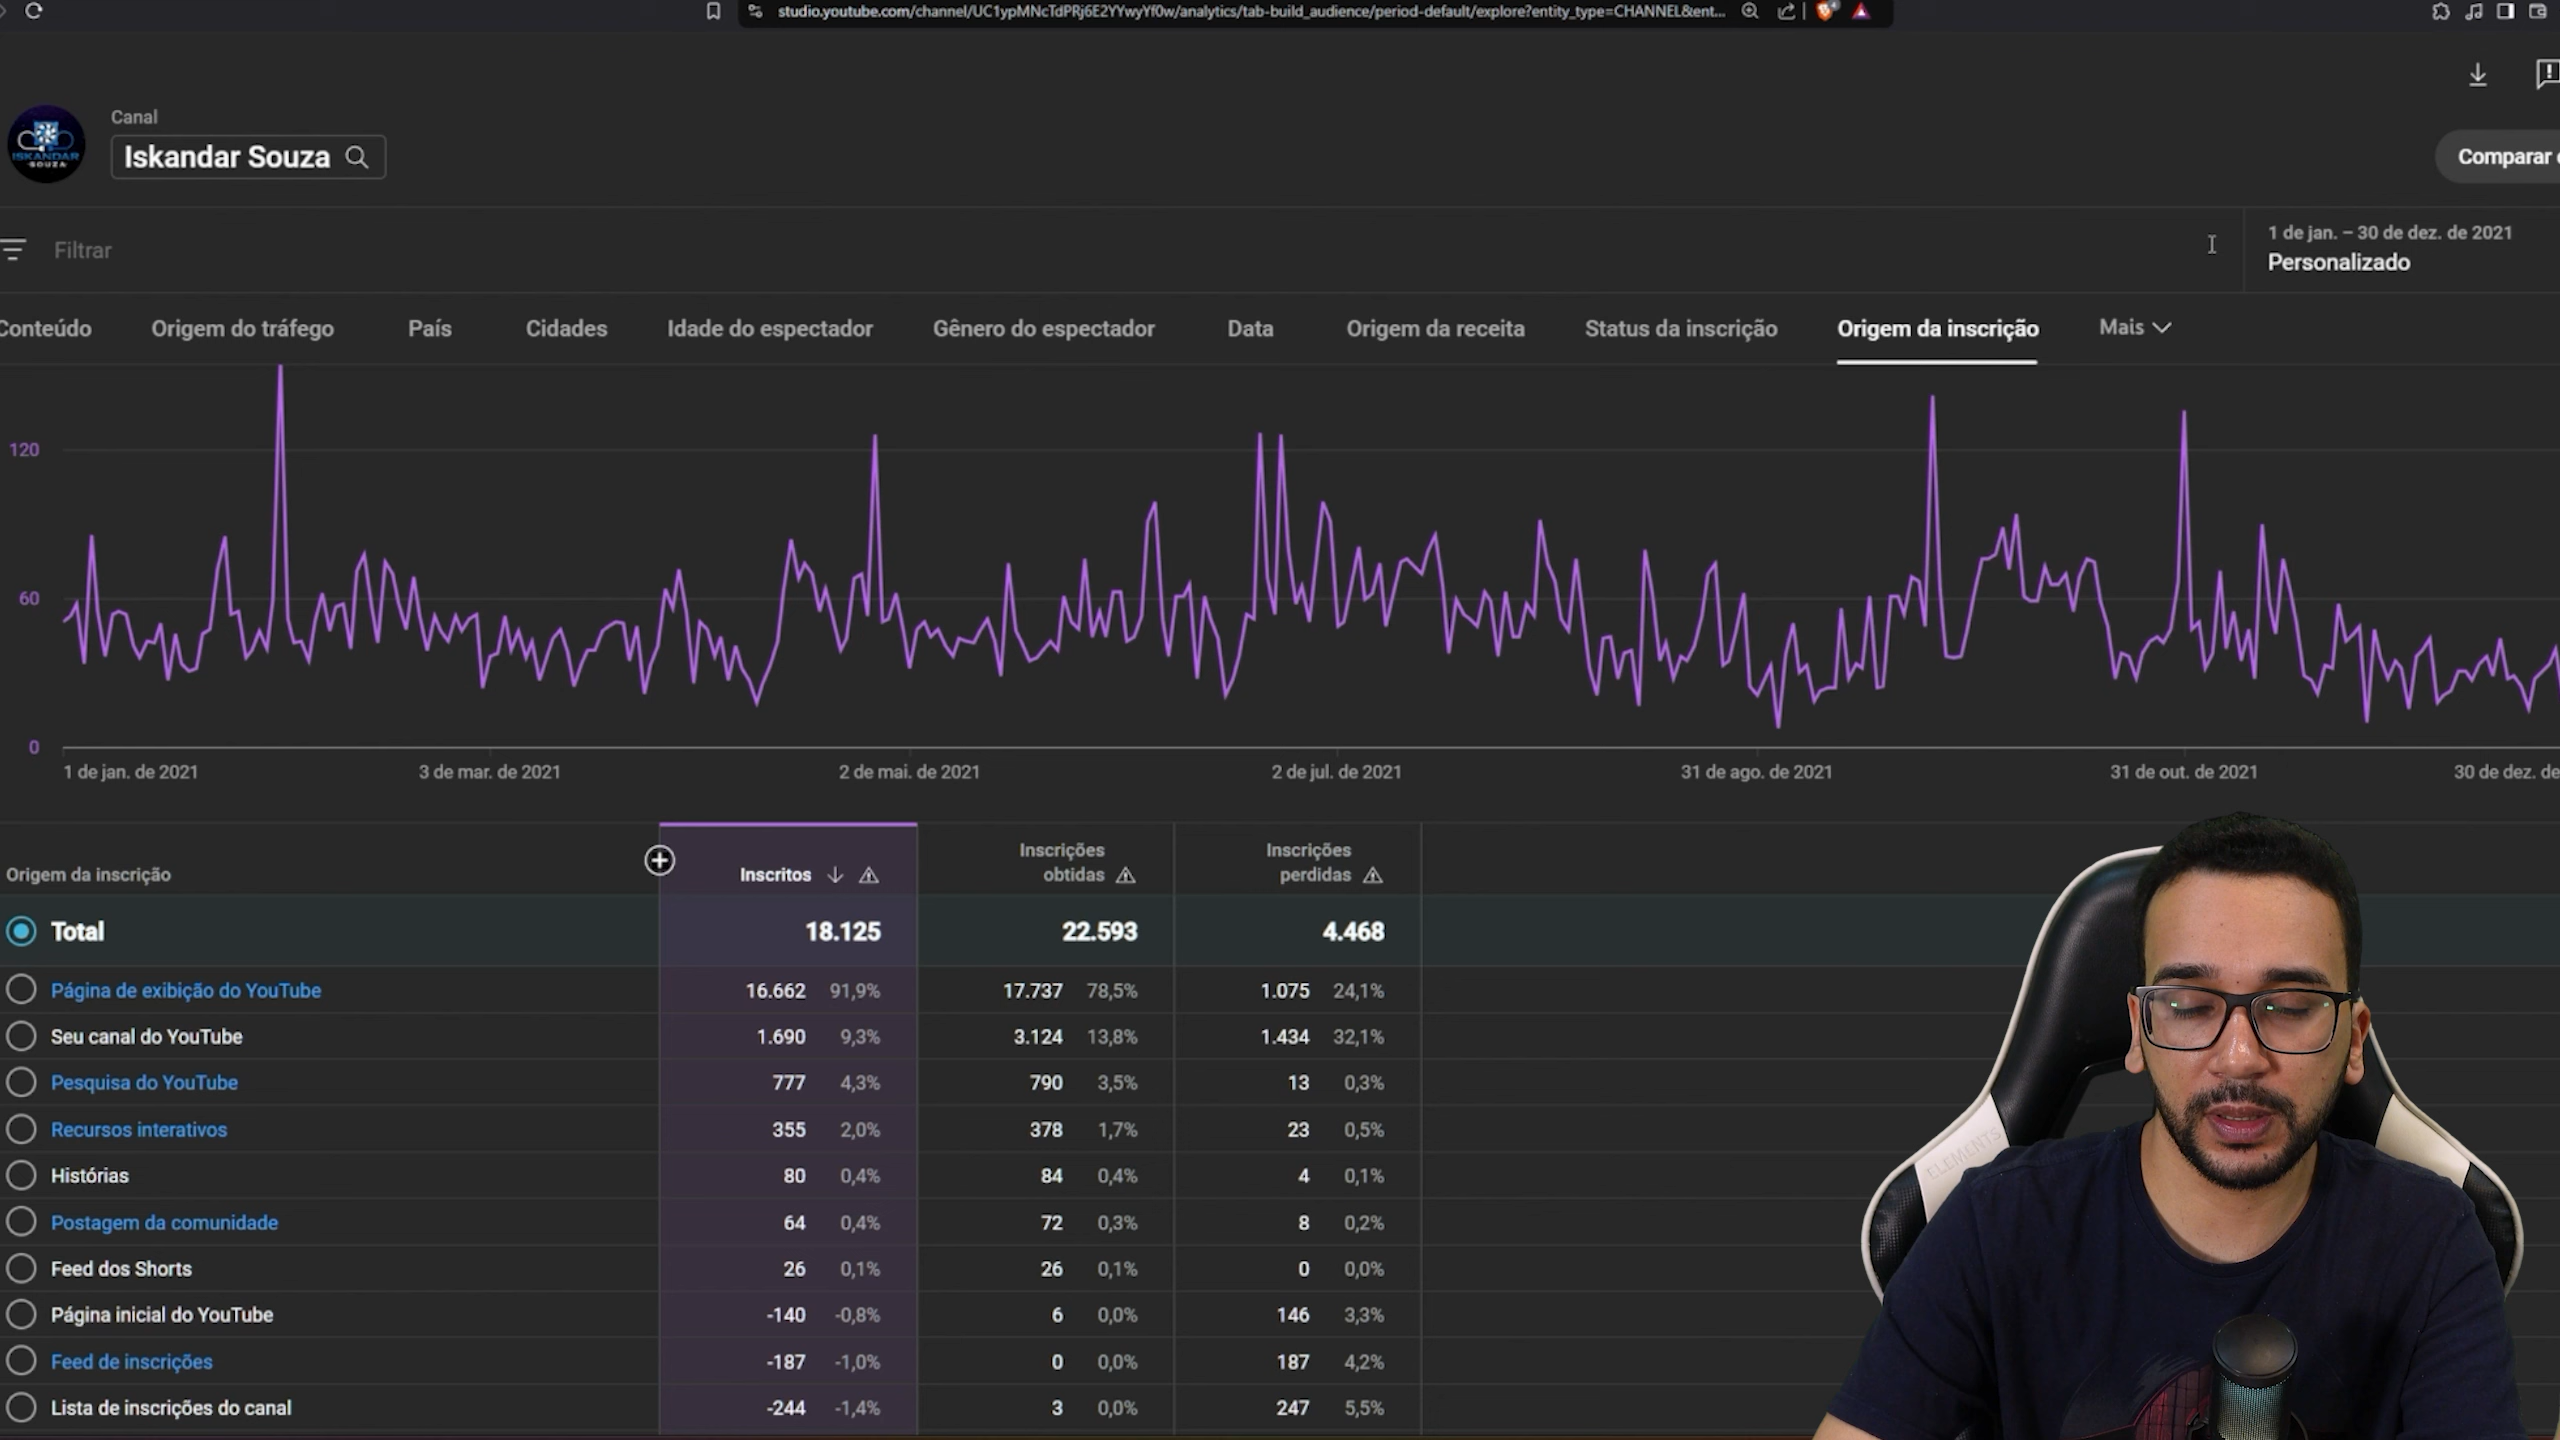 studio.youtube.com/channel/UC1ypMNcTdPRj6E2YYwyYf0w/analytics/tab-build_audience/period-default/explore?entity_type=CHANNEL&ent...
Canal
Iskandar Souza
ISKANDAR
SOUZA
Comparar
Filtrar
1 de jan. – 30 de dez. de 2021
Personalizado
Conteúdo Origem do tráfego País Cidades Idade do espectador Gênero do espectador Data Origem da receita Status da inscrição Origem da inscrição Mais
120
60
0
1 de jan. de 2021 3 de mar. de 2021 2 de mai. de 2021 2 de jul. de 2021 31 de ago. de 2021 31 de out. de 2021 30 de dez. de
Origem da inscrição Inscritos Inscrições obtidas Inscrições perdidas
Total 18.125 22.593 4.468
Página de exibição do YouTube 16.662 91,9% 17.737 78,5% 1.075 24,1%
Seu canal do YouTube 1.690 9,3% 3.124 13,8% 1.434 32,1%
Pesquisa do YouTube 777 4,3% 790 3,5% 13 0,3%
Recursos interativos 355 2,0% 378 1,7% 23 0,5%
Histórias 80 0,4% 84 0,4% 4 0,1%
Postagem da comunidade 64 0,4% 72 0,3% 8 0,2%
Feed dos Shorts 26 0,1% 26 0,1% 0 0,0%
Página inicial do YouTube -140 -0,8% 6 0,0% 146 3,3%
Feed de inscrições -187 -1,0% 0 0,0% 187 4,2%
Lista de inscrições do canal -244 -1,4% 3 0,0% 247 5,5%
ELEMENTS